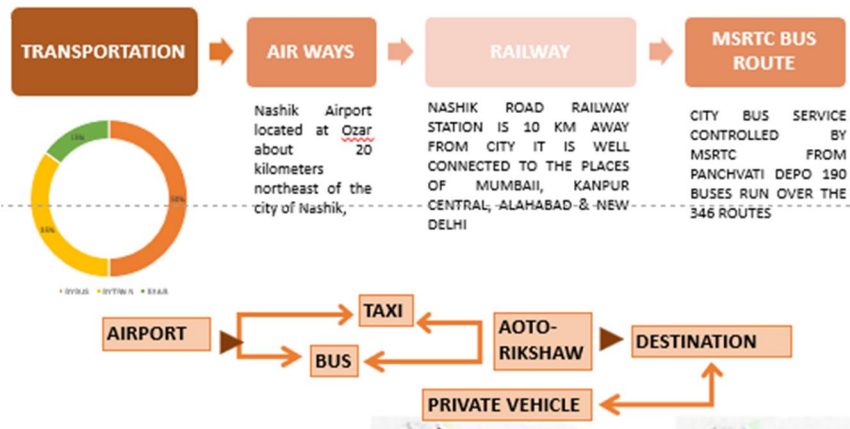 TRANSPORTATION
AIR WAYS
RAILWAY
MSRTC BUS
ROUTE
Nashik Airport
located at Ozar
about 20
kilometers
northeast of the
city of Nashik,
NASHIK ROAD RAILWAY
STATION IS 10 KM AWAY
FROM CITY IT IS WELL
CONNECTED TO THE PLACES
OF MUMBAII, KANPUR
CENTRAL, ALAHABAD & NEW
DELHI
CITY BUS SERVICE
CONTROLLED BY
MSRTC FROM
PANCHVATI DEPO 190
BUSES RUN OVER THE
346 ROUTES
50%
35%
15%
AIRPORT
TAXI
BUS
AOTO-
RIKSHAW
DESTINATION
PRIVATE VEHICLE